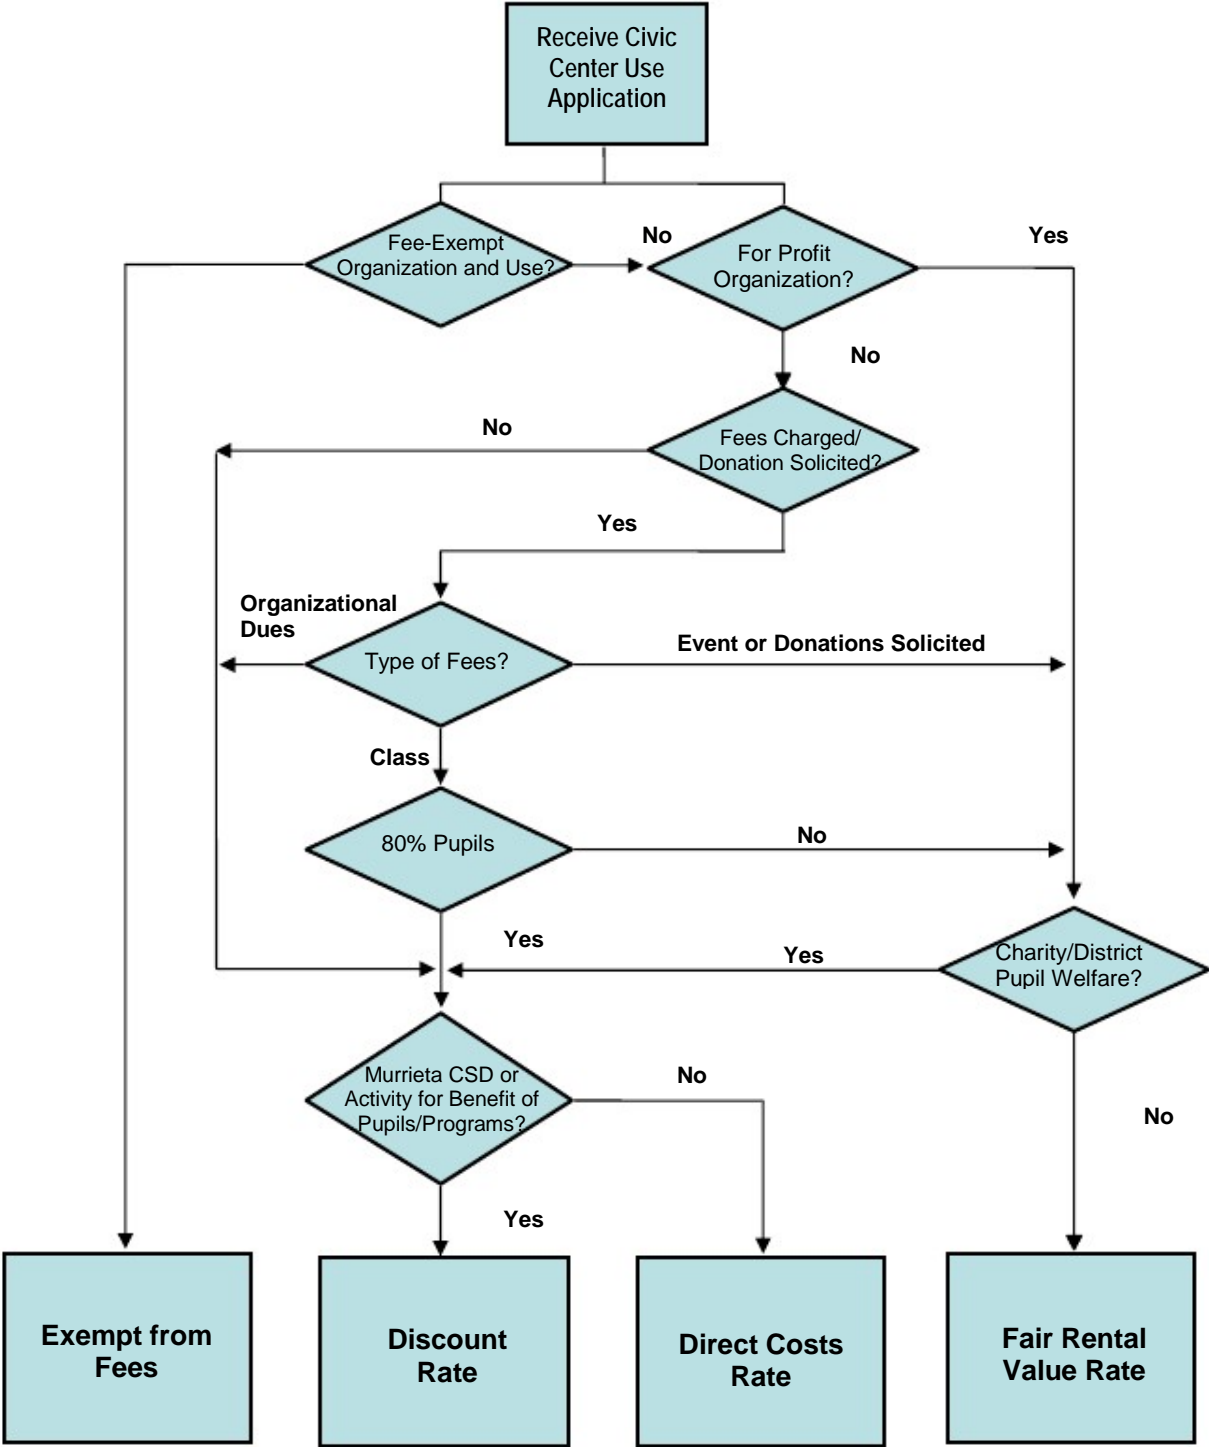 Receive Civic
Center Use
Application
Fee-Exempt
Organization and Use?
No
For Profit
Organization?
Yes
No
No
Fees Charged/
Donation Solicited?
Yes
Organizational
Dues
Type of Fees?
Event or Donations Solicited
Class
80% Pupils
No
Yes
Yes
Charity/District
Pupil Welfare?
Murrieta CSD or
Activity for Benefit of
Pupils/Programs?
No
No
Yes
Exempt from
Fees
Discount
Rate
Direct Costs
Rate
Fair Rental
Value Rate